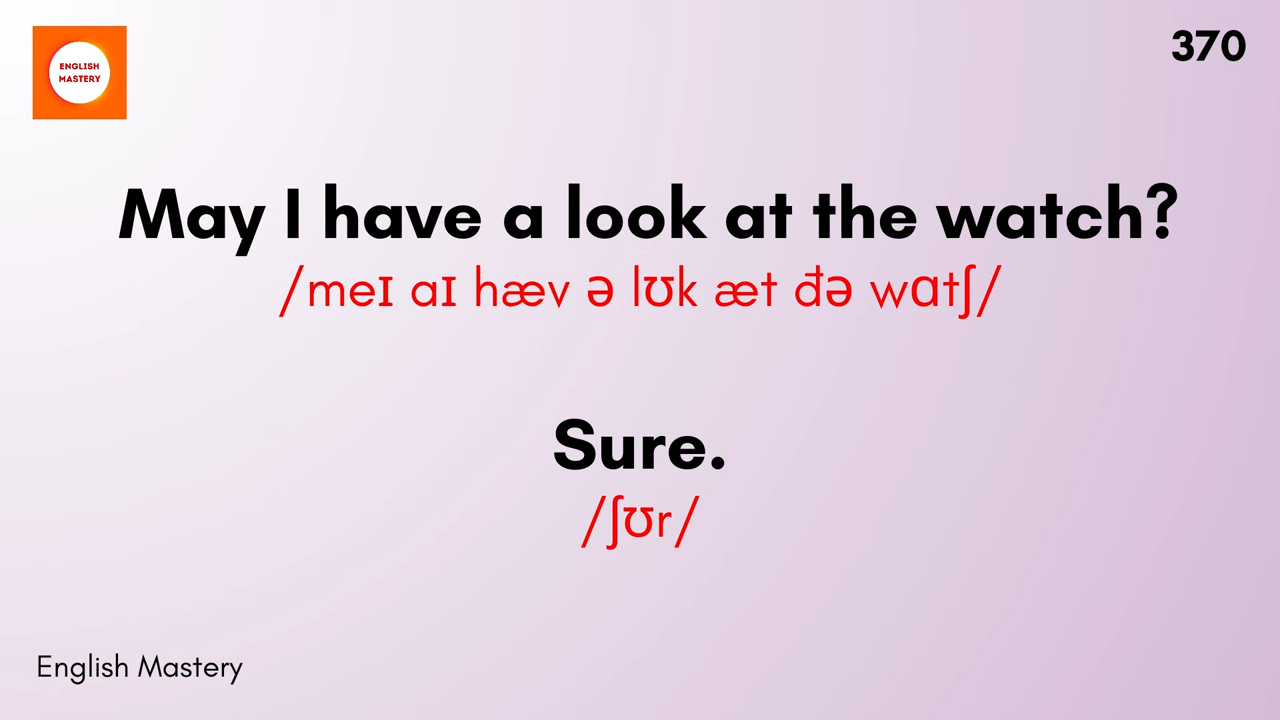 ENGLISH
MASTERY
370
May I have a look at the watch?
/meɪ aɪ hæv ə lʊk æt đə wɑtʃ/
Sure.
/ʃʊr/
English Mastery